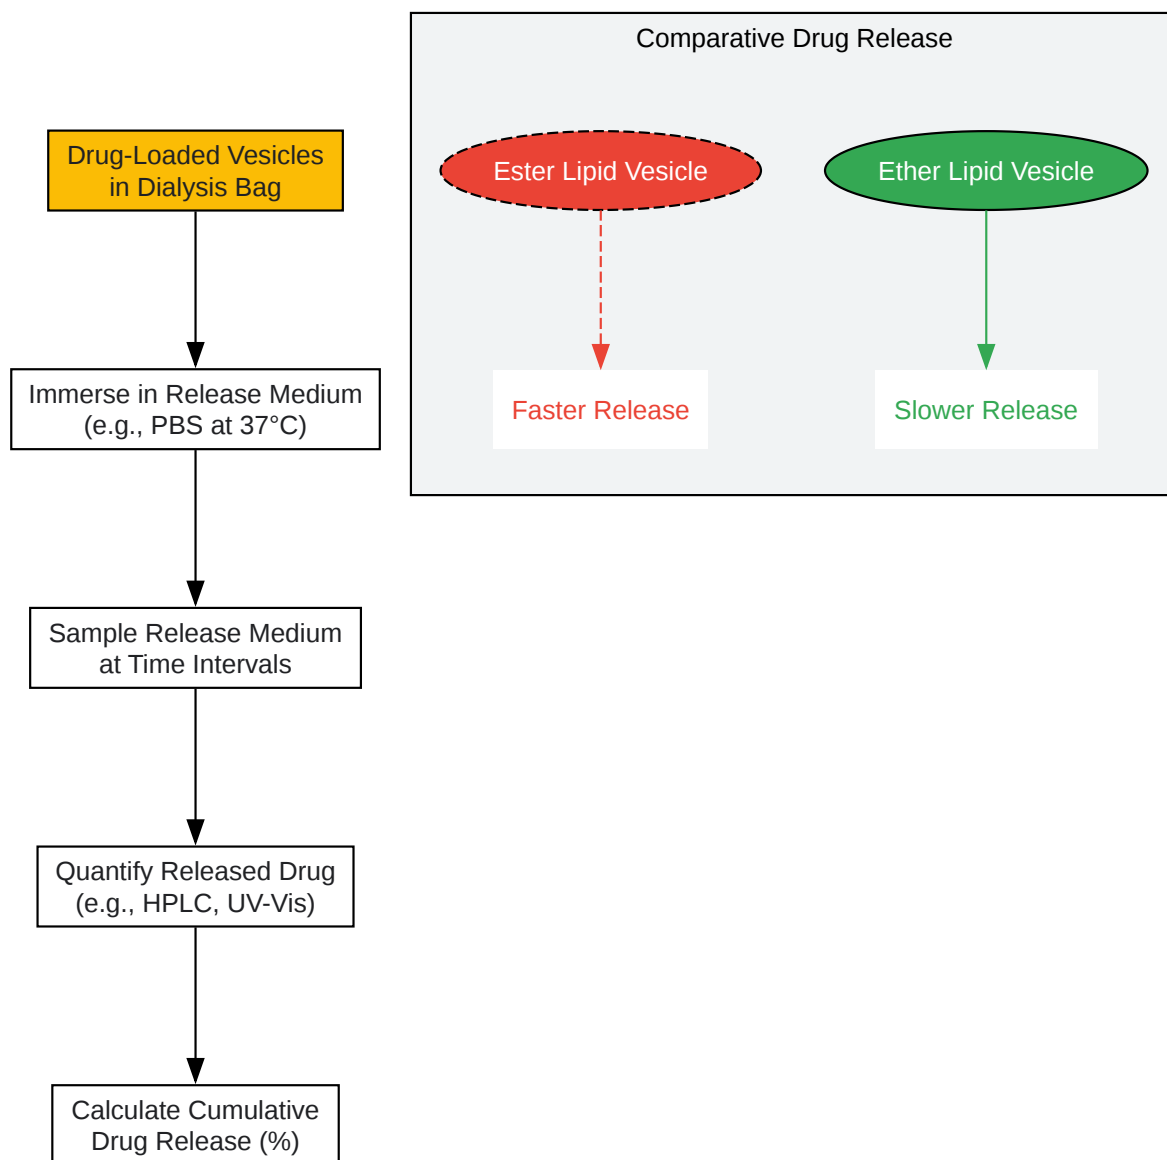 Comparative Drug Release
Drug-Loaded Vesicles
in Dialysis Bag
Ester Lipid Vesicle
Ether Lipid Vesicle
Immerse in Release Medium
(e.g., PBS at 37°C)
Faster Release
Slower Release
Sample Release Medium
at Time Intervals
Quantify Released Drug
(e.g., HPLC, UV-Vis)
Calculate Cumulative
Drug Release (%)